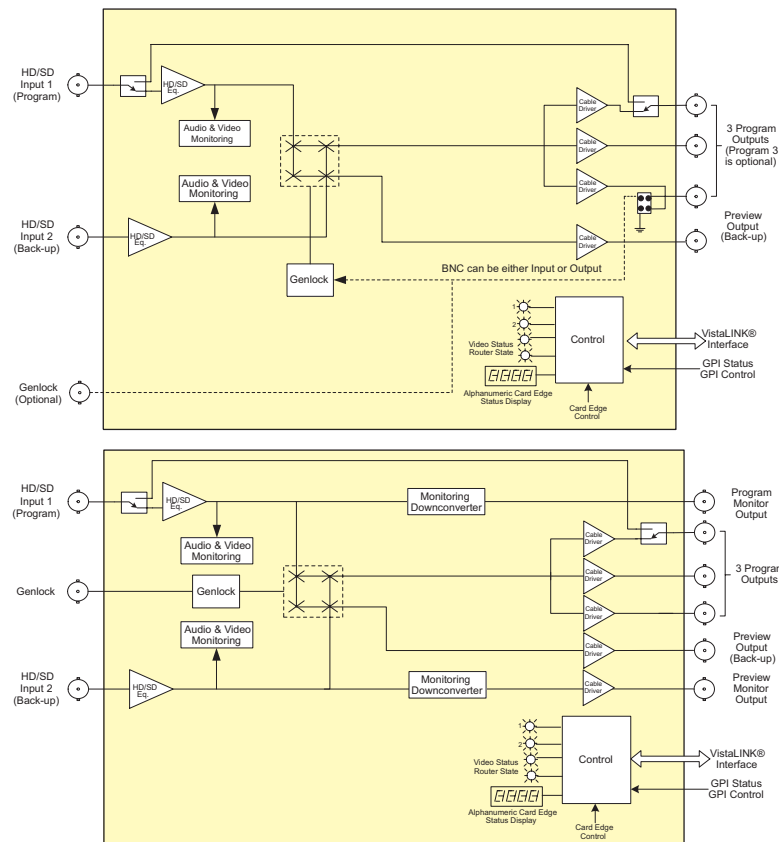 HD/SD
Input 1
(Program)
HD/SD
Eq.
Audio & Video
Monitoring
Audio & Video
Monitoring
HD/SD
Input 2
(Back-up)
HD/SD
Eq.
Genlock
BNC can be either Input or Output
Cable
Driver
Cable
Driver
Cable
Driver
Cable
Driver
3 Program
Outputs
(Program 3
is optional)
Preview
Output
(Back-up)
1
2
Video Status
Router State
Alphanumeric Card Edge
Status Display
Control
VistaLINK®
Interface
GPI Status
GPI Control
Card Edge
Control
Genlock
(Optional)
HD/SD
Input 1
(Program)
HD/SD
Eq.
Audio & Video
Monitoring
Monitoring
Downconverter
Program
Monitor
Output
Genlock
Genlock
Cable
Driver
Cable
Driver
Cable
Driver
Cable
Driver
Cable
Driver
3 Program
Outputs
Audio & Video
Monitoring
Preview
Output
(Back-up)
HD/SD
Input 2
(Back-up)
HD/SD
Eq.
Monitoring
Downconverter
Preview
Monitor
Output
1
2
Video Status
Router State
Alphanumeric Card Edge
Status Display
Control
VistaLINK®
Interface
GPI Status
GPI Control
Card Edge
Control